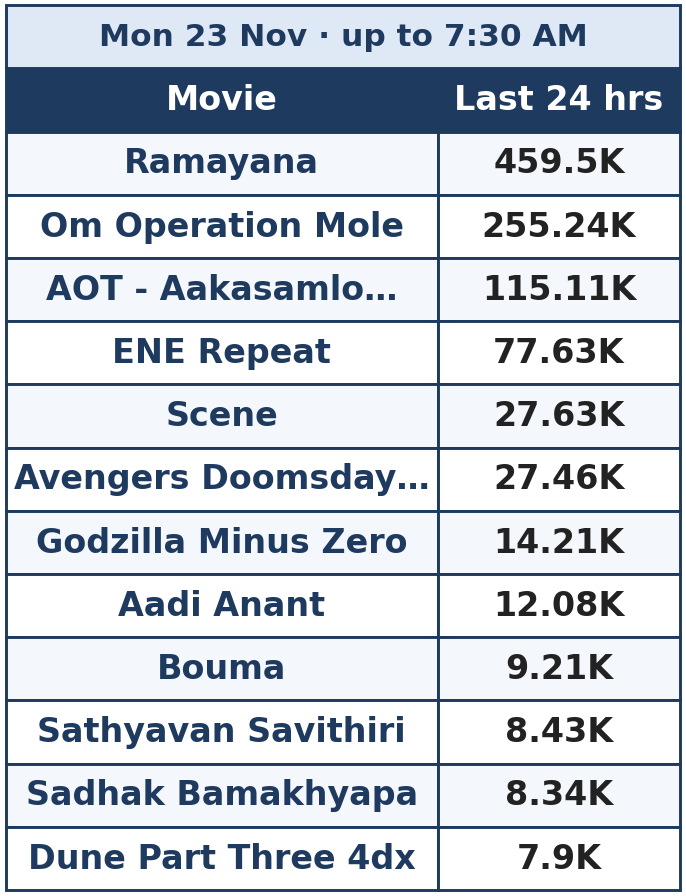 Mon 23 Nov · up to 7:30 AM
Movie Last 24 hrs
Ramayana 459.5K
Om Operation Mole 255.24K
AOT - Aakasamlo... 115.11K
ENE Repeat 77.63K
Scene 27.63K
Avengers Doomsday... 27.46K
Godzilla Minus Zero 14.21K
Aadi Anant 12.08K
Bouma 9.21K
Sathyavan Savithiri 8.43K
Sadhak Bamakhyapa 8.34K
Dune Part Three 4dx 7.9K